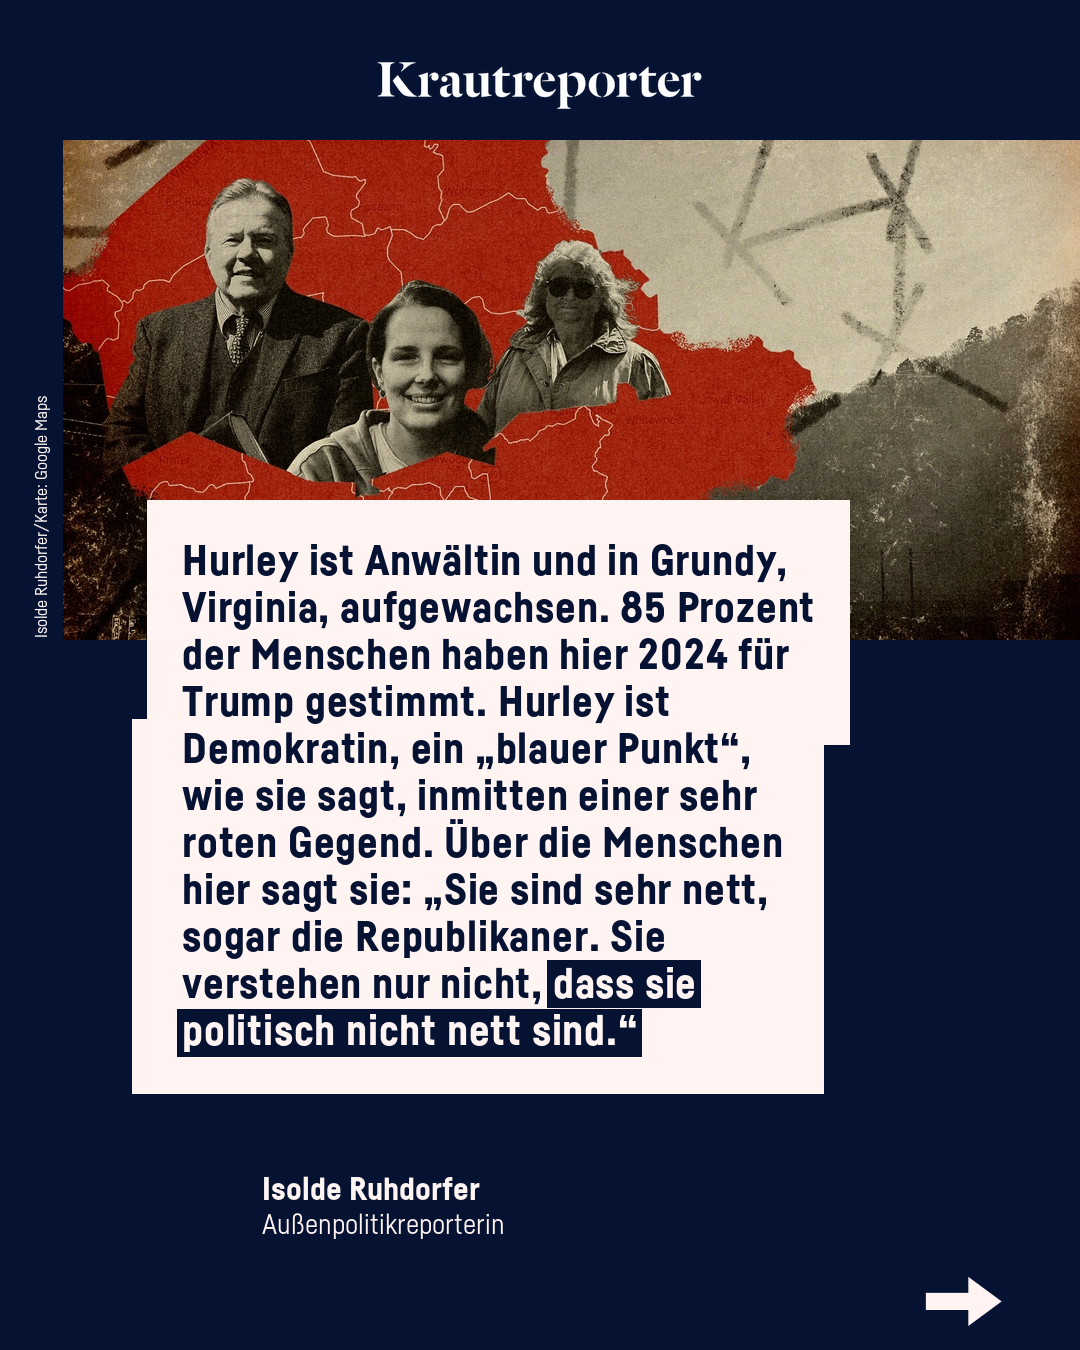 Krautreporter
Isolde Ruhdorfer/Karte: Google Maps
Whitewood
Hurley ist Anwältin und in Grundy,
Virginia, aufgewachsen. 85 Prozent
der Menschen haben hier 2024 für
Trump gestimmt. Hurley ist
Demokratin, ein „blauer Punkt“,
wie sie sagt, inmitten einer sehr
roten Gegend. Über die Menschen
hier sagt sie: „Sie sind sehr nett,
sogar die Republikaner. Sie
verstehen nur nicht, dass sie
politisch nicht nett sind.“
Isolde Ruhdorfer
Außenpolitikreporterin